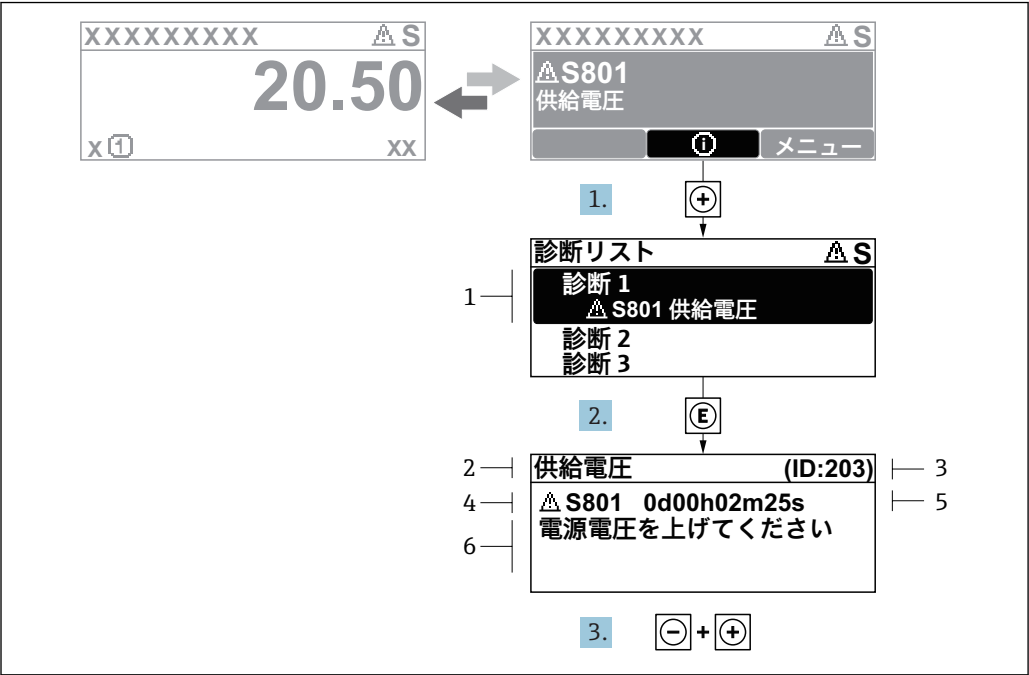 XXXXXXXXX ⚠ S
20.50
x ① xx
XXXXXXXXX ⚠ S
⚠ S801
供給電圧
ⓘ メニュー
1. +
診断リスト ⚠ S
1 診断 1
⚠ S801 供給電圧
診断 2
診断 3
2. E
2 供給電圧 (ID:203) 3
4 ⚠ S801 0d00h02m25s 5
6 電源電圧を上げてください
3. - + +